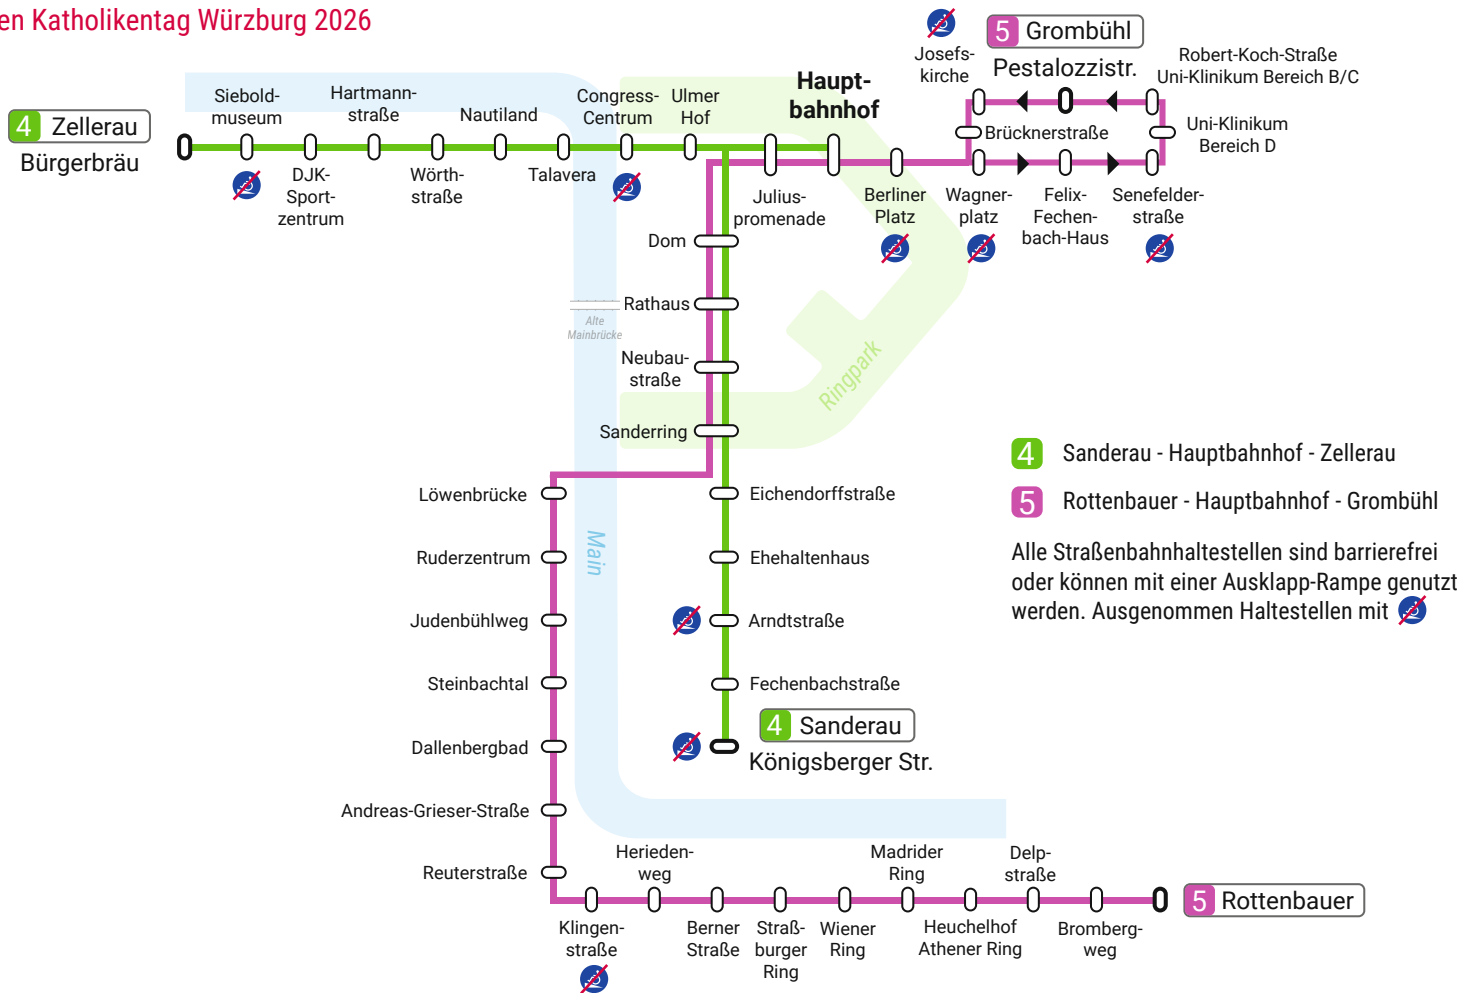 en Katholikentag Würzburg 2026
4 Zellerau
Bürgerbräu
Siebold-
museum
DJK-
Sport-
zentrum
Hartmann-
straße
Wörth-
straße
Nautiland
Talavera
Congress-
Centrum
Ulmer
Hof
Haupt-
bahnhof
Julius-
promenade
Berliner
Platz
Wagner-
platz
Felix-
Fechen-
bach-Haus
Senefelder-
straße
Uni-Klinikum
Bereich D
Robert-Koch-Straße
Uni-Klinikum Bereich B/C
5 Grombühl
Pestalozzistr.
Josefs-
kirche
Brücknerstraße
Dom
Rathaus
Alte
Mainbrücke
Neubau-
straße
Sanderring
Ringpark
Main
Löwenbrücke
Ruderzentrum
Judenbühlweg
Steinbachtal
Dallenbergbad
Andreas-Grieser-Straße
Reuterstraße
Eichendorffstraße
Ehehaltenhaus
Arndtstraße
Fechenbachstraße
4 Sanderau
Königsberger Str.
Klingen-
straße
Herieden-
weg
Berner
Straße
Straß-
burger
Ring
Wiener
Ring
Madrider
Ring
Heuchelhof
Athener Ring
Delp-
straße
Bromberg-
weg
5 Rottenbauer
4 Sanderau - Hauptbahnhof - Zellerau
5 Rottenbauer - Hauptbahnhof - Grombühl
Alle Straßenbahnhaltestellen sind barrierefrei
oder können mit einer Ausklapp-Rampe genutzt
werden. Ausgenommen Haltestellen mit